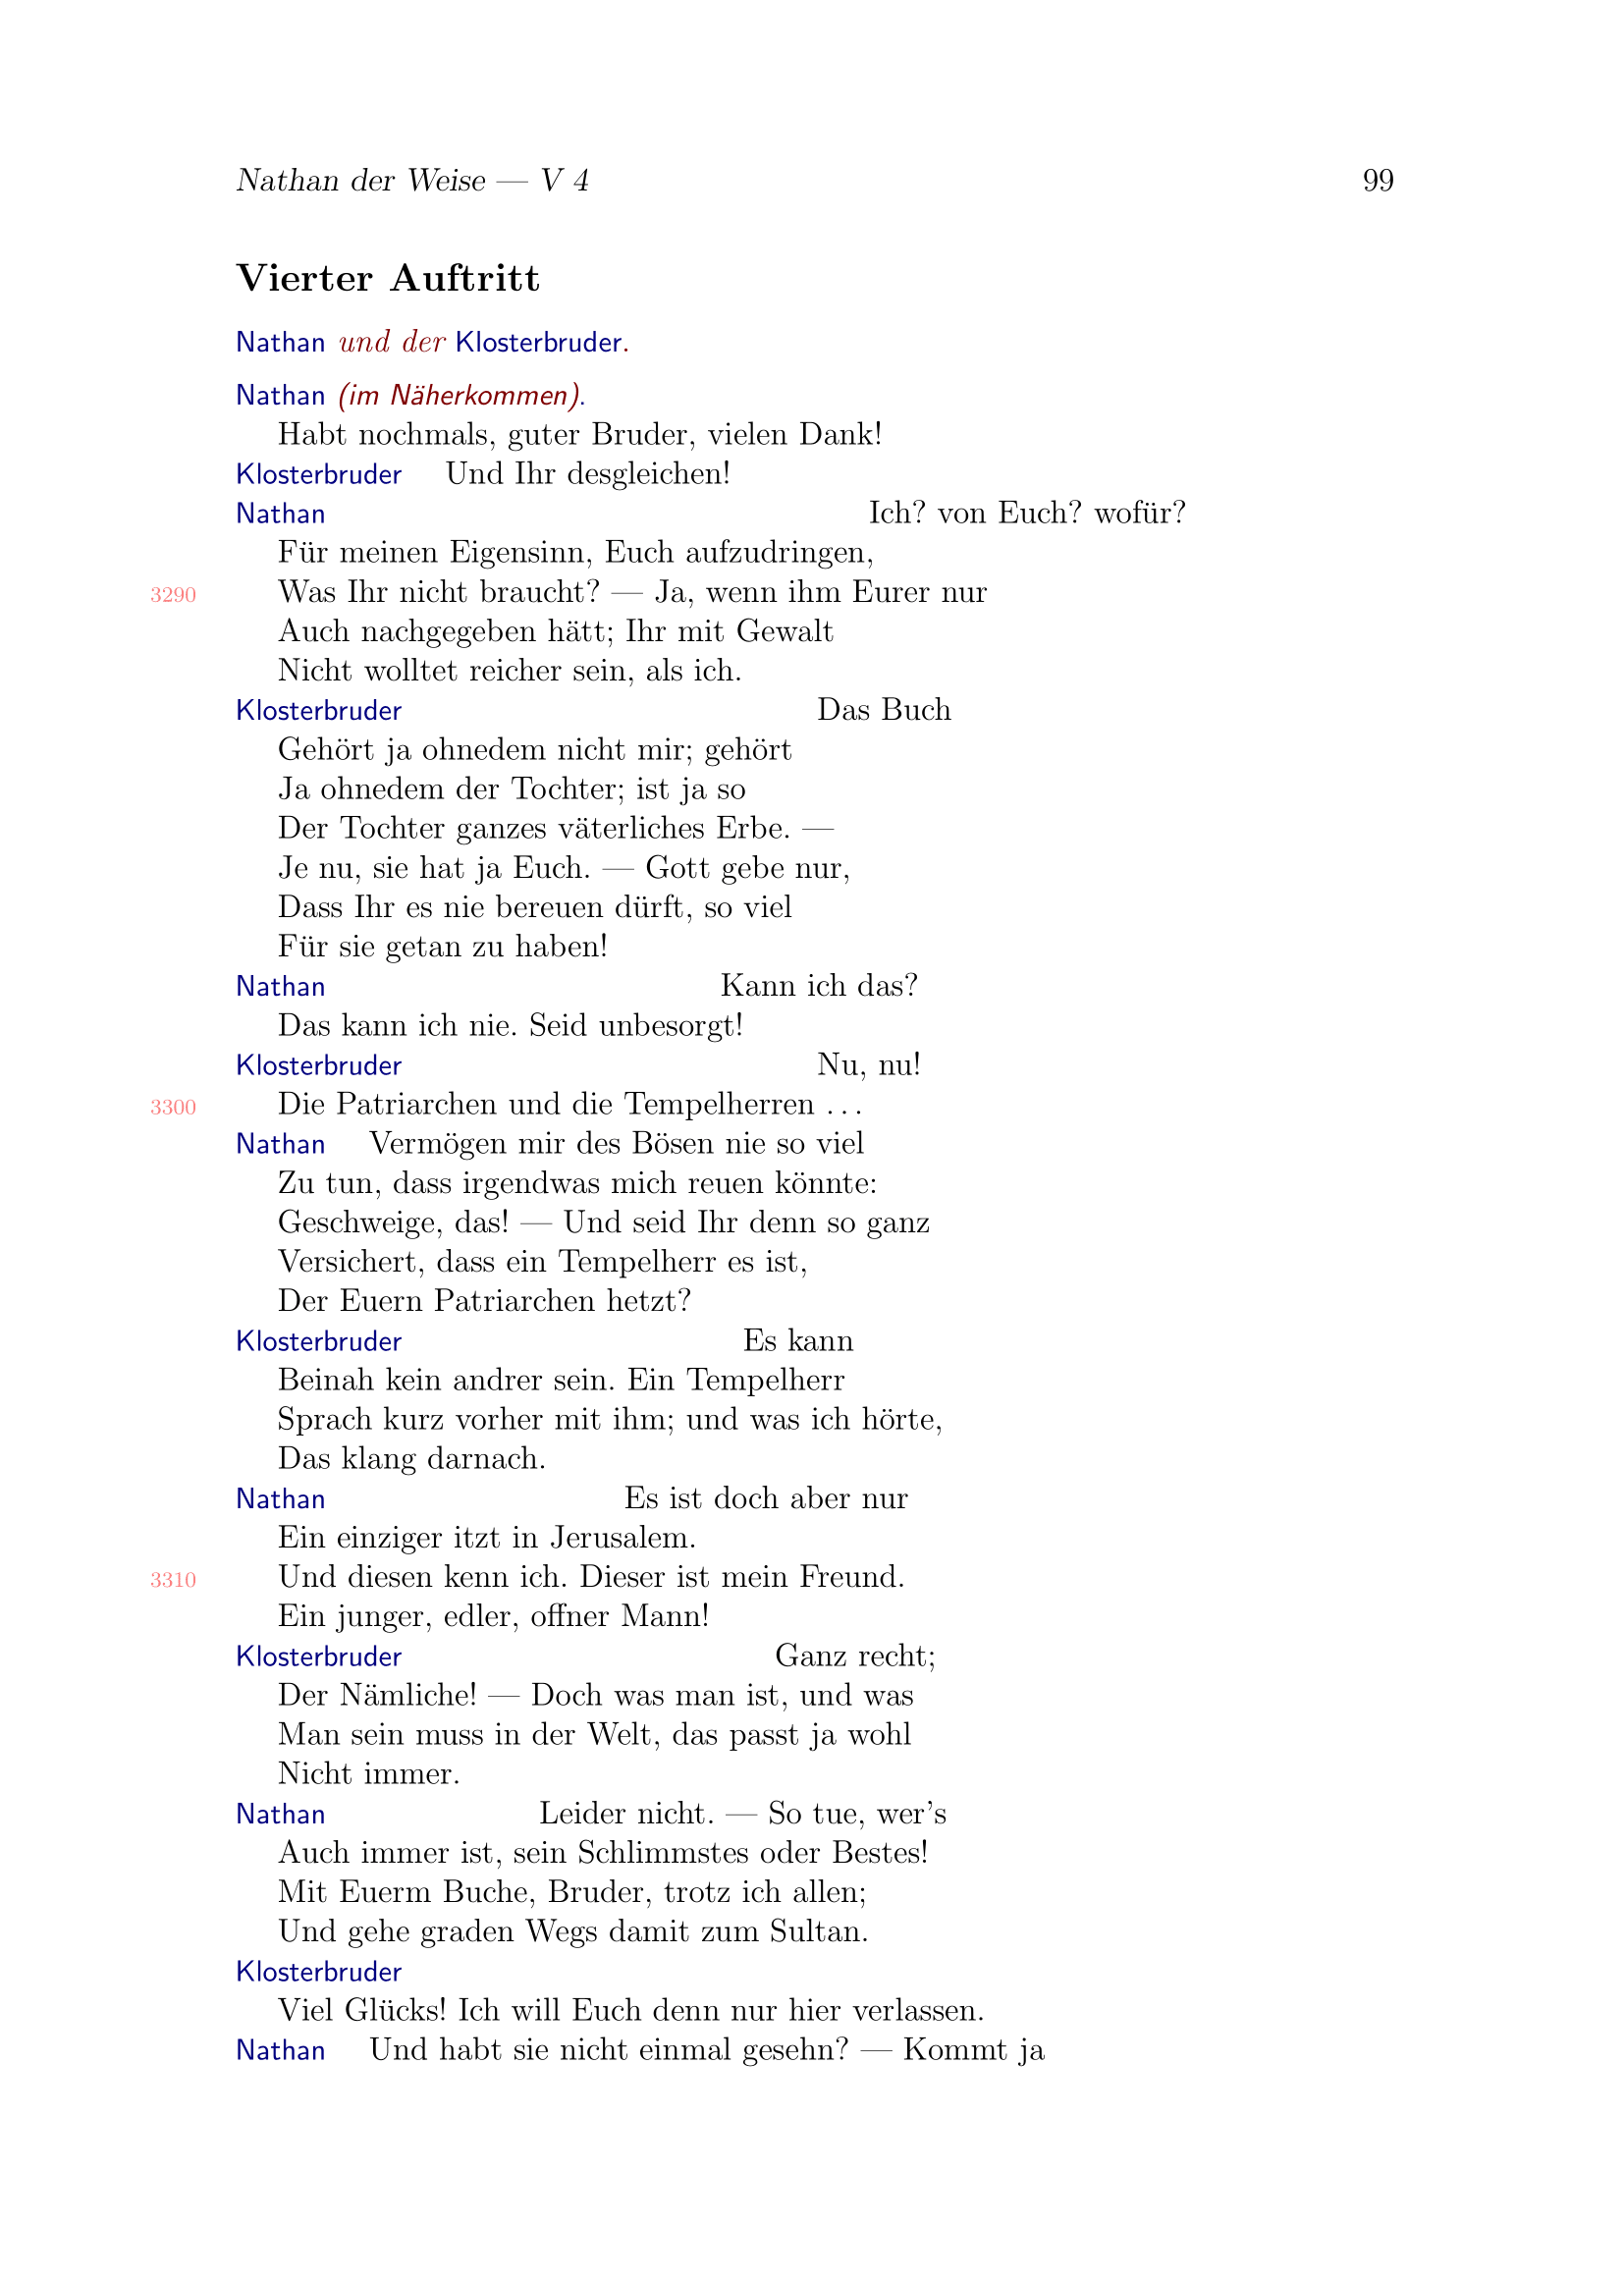 Nathan der Weise — V 4 99
Vierter Auftritt
Nathan und der Klosterbruder.
Nathan (im Näherkommen).
Habt nochmals, guter Bruder, vielen Dank!
Klosterbruder Und Ihr desgleichen!
Nathan Ich? von Euch? wofür?
Für meinen Eigensinn, Euch aufzudringen,
3290 Was Ihr nicht braucht? — Ja, wenn ihm Eurer nur
Auch nachgegeben hätt; Ihr mit Gewalt
Nicht wolltet reicher sein, als ich.
Klosterbruder Das Buch
Gehört ja ohnedem nicht mir; gehört
Ja ohnedem der Tochter; ist ja so
Der Tochter ganzes väterliches Erbe. —
Je nu, sie hat ja Euch. — Gott gebe nur,
Dass Ihr es nie bereuen dürft, so viel
Für sie getan zu haben!
Nathan Kann ich das?
Das kann ich nie. Seid unbesorgt!
Klosterbruder Nu, nu!
3300 Die Patriarchen und die Tempelherren ...
Nathan Vermögen mir des Bösen nie so viel
Zu tun, dass irgendwas mich reuen könnte:
Geschweige, das! — Und seid Ihr denn so ganz
Versichert, dass ein Tempelherr es ist,
Der Euern Patriarchen hetzt?
Klosterbruder Es kann
Beinah kein andrer sein. Ein Tempelherr
Sprach kurz vorher mit ihm; und was ich hörte,
Das klang darnach.
Nathan Es ist doch aber nur
Ein einziger itzt in Jerusalem.
3310 Und diesen kenn ich. Dieser ist mein Freund.
Ein junger, edler, offner Mann!
Klosterbruder Ganz recht;
Der Nämliche! — Doch was man ist, und was
Man sein muss in der Welt, das passt ja wohl
Nicht immer.
Nathan Leider nicht. — So tue, wer's
Auch immer ist, sein Schlimmstes oder Bestes!
Mit Euerm Buche, Bruder, trotz ich allen;
Und gehe graden Wegs damit zum Sultan.
Klosterbruder
Viel Glücks! Ich will Euch denn nur hier verlassen.
Nathan Und habt sie nicht einmal gesehn? — Kommt ja